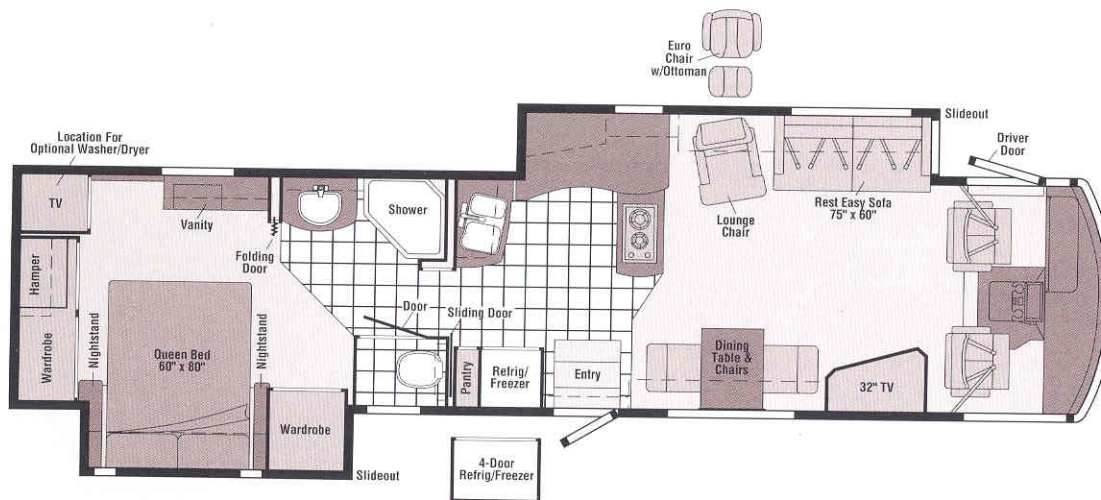 Euro
Chair
w/Ottoman
Slideout
Driver
Door
Location For
Optional Washer/Dryer
TV
Vanity
Shower
Folding
Door
Lounge
Chair
Rest Easy Sofa
75" x 60"
Hamper
Wardrobe
Nightstand
Queen Bed
60" x 80"
Nightstand
Wardrobe
Door
Sliding Door
Pantry
Refrig/
Freezer
Entry
Dining
Table &
Chairs
32" TV
Slideout
4-Door
Refrig/Freezer